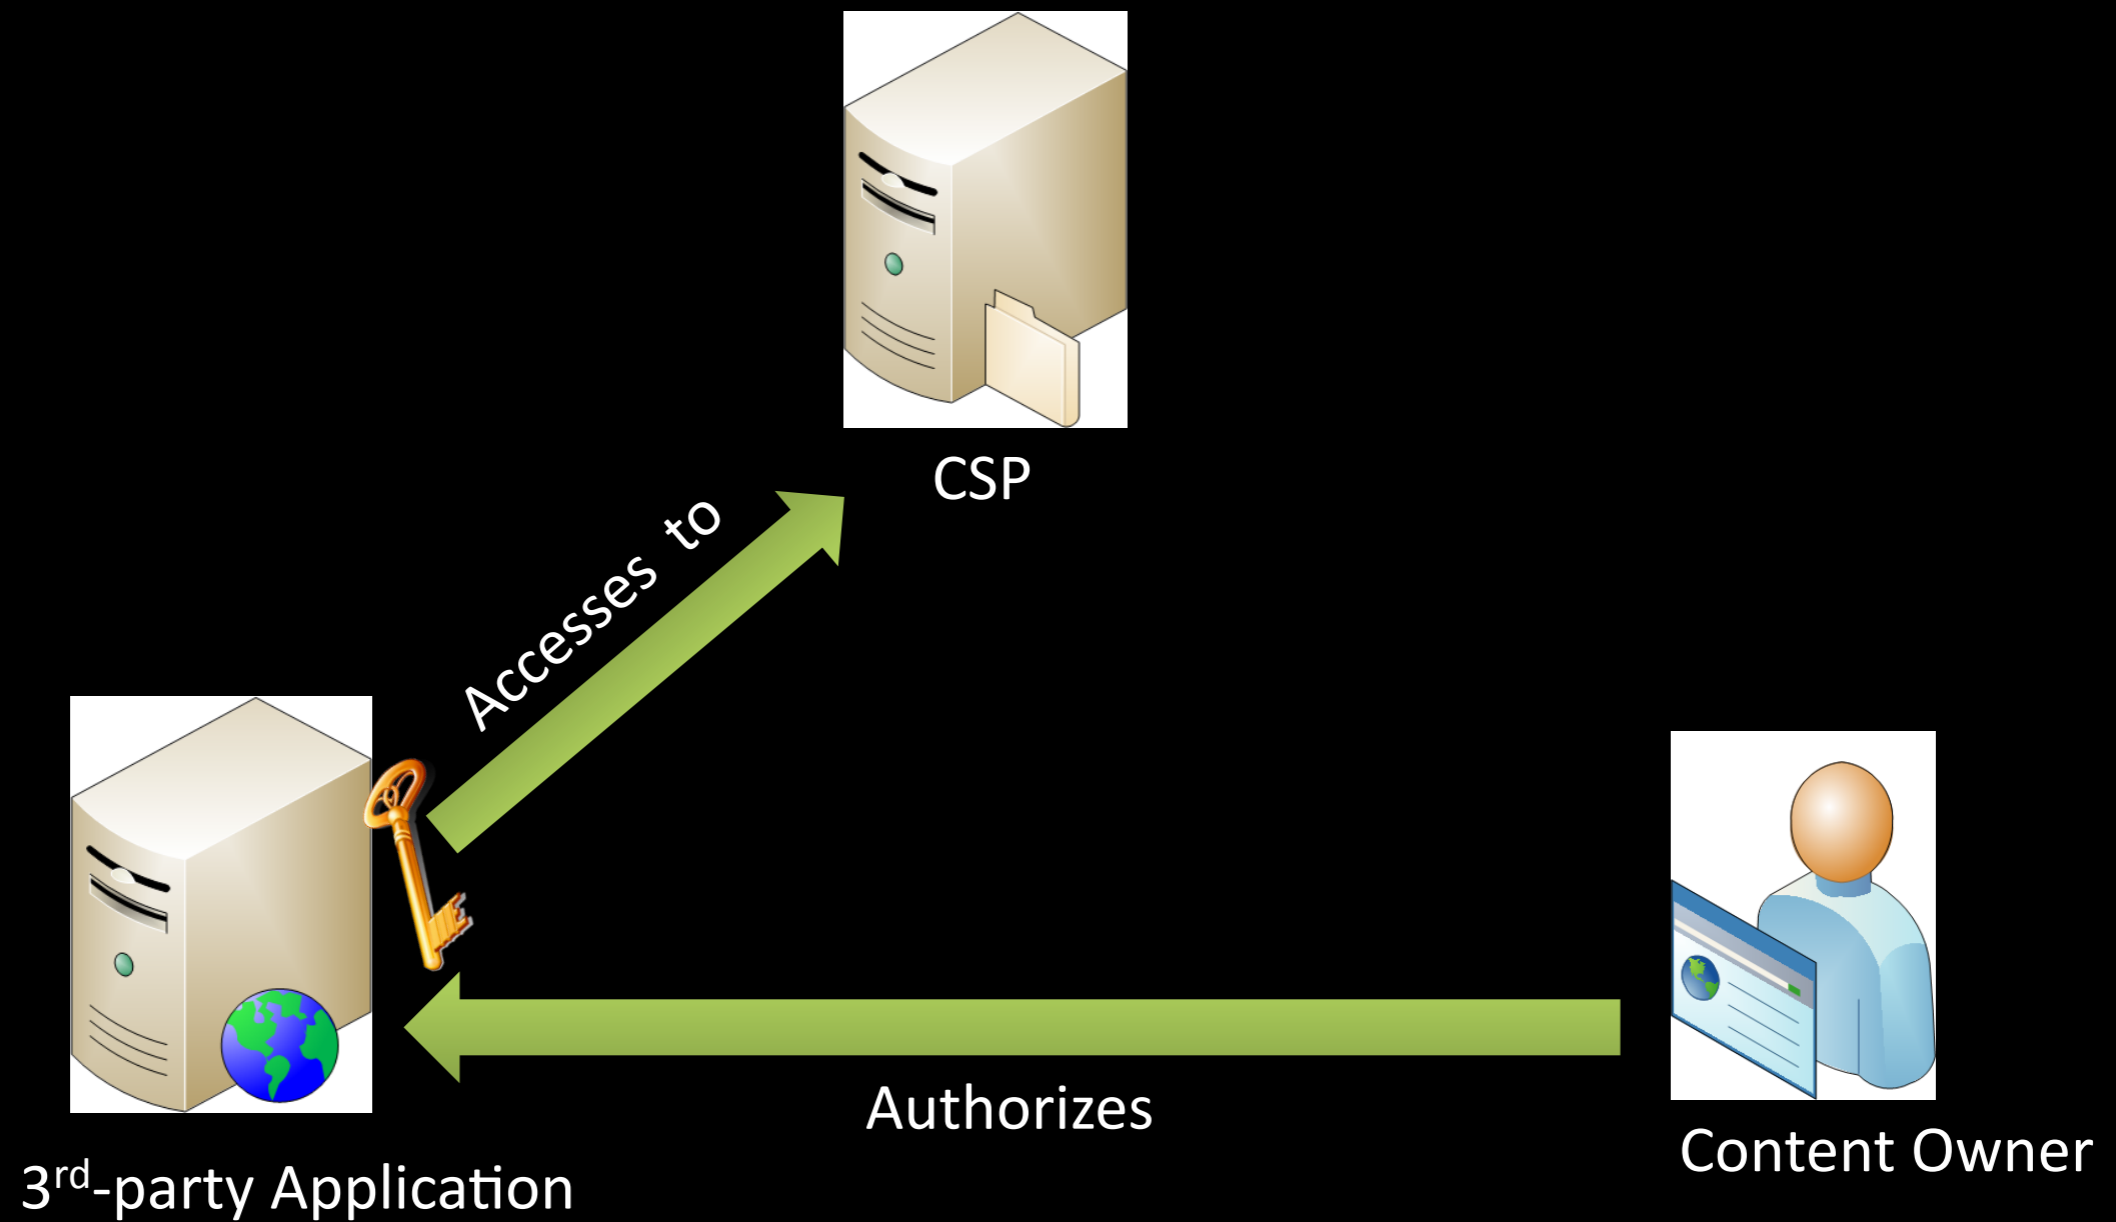 CSP
Accesses to
Authorizes
Content Owner
3rd-party Application